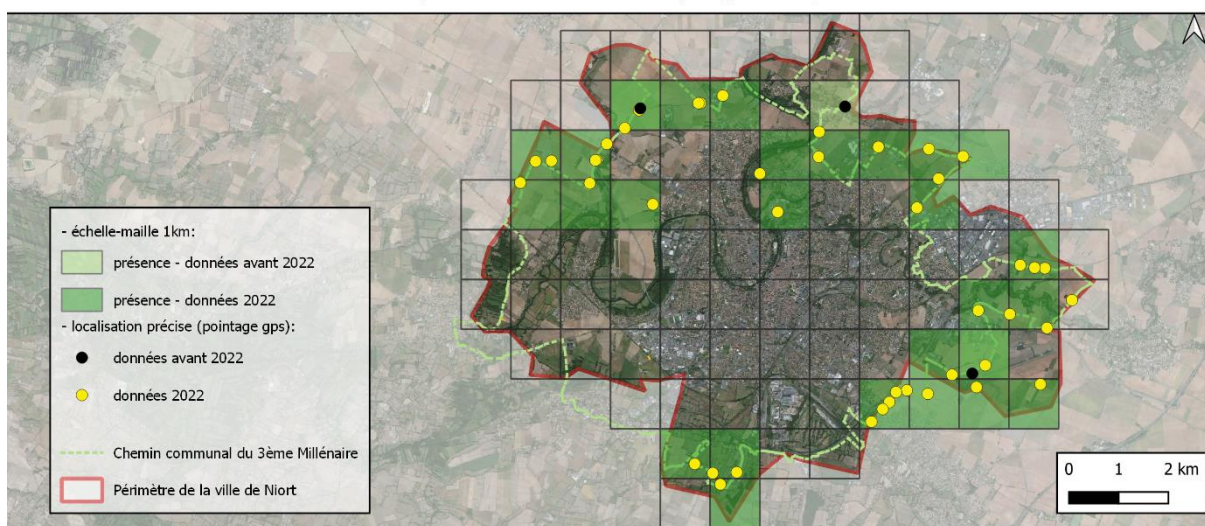 - échelle-maille 1km:
présence - données avant 2022
présence - données 2022
- localisation précise (pointage gps):
données avant 2022
données 2022
Chemin communal du 3ème Millénaire
Périmètre de la ville de Niort
0 1 2 km